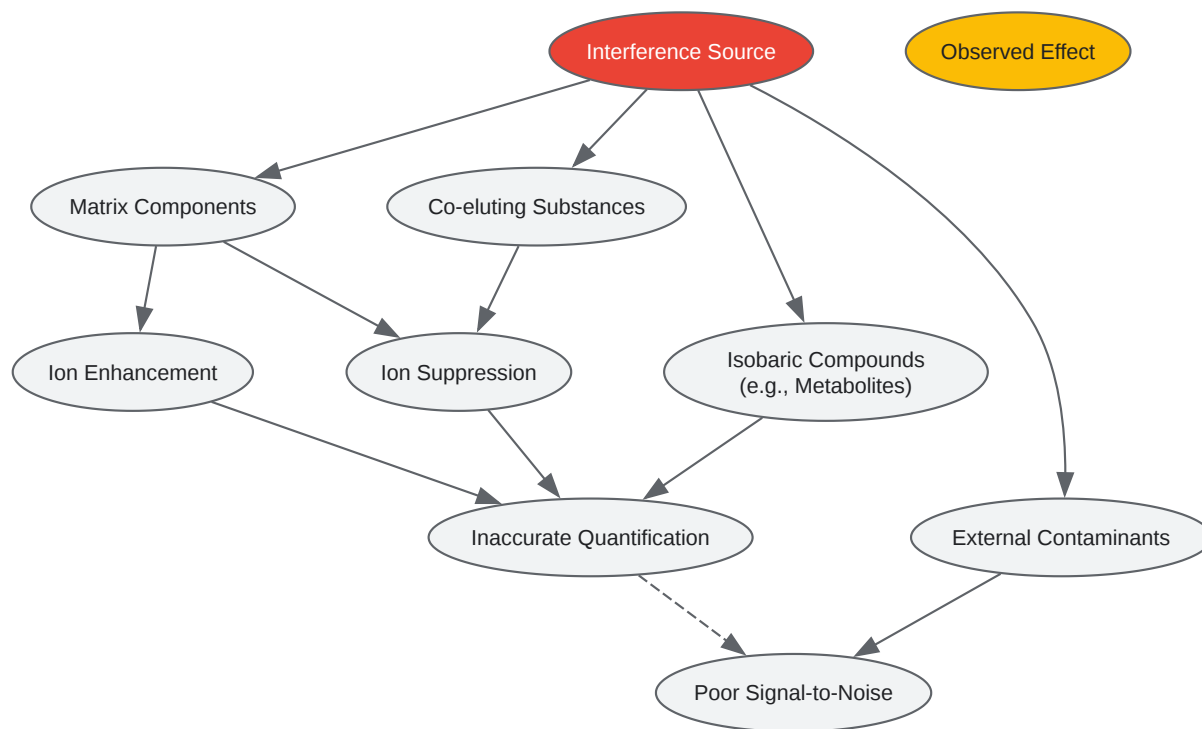 Interference Source
Observed Effect
Matrix Components
Co-eluting Substances
Ion Enhancement
Ion Suppression
Isobaric Compounds
(e.g., Metabolites)
Inaccurate Quantification
External Contaminants
Poor Signal-to-Noise